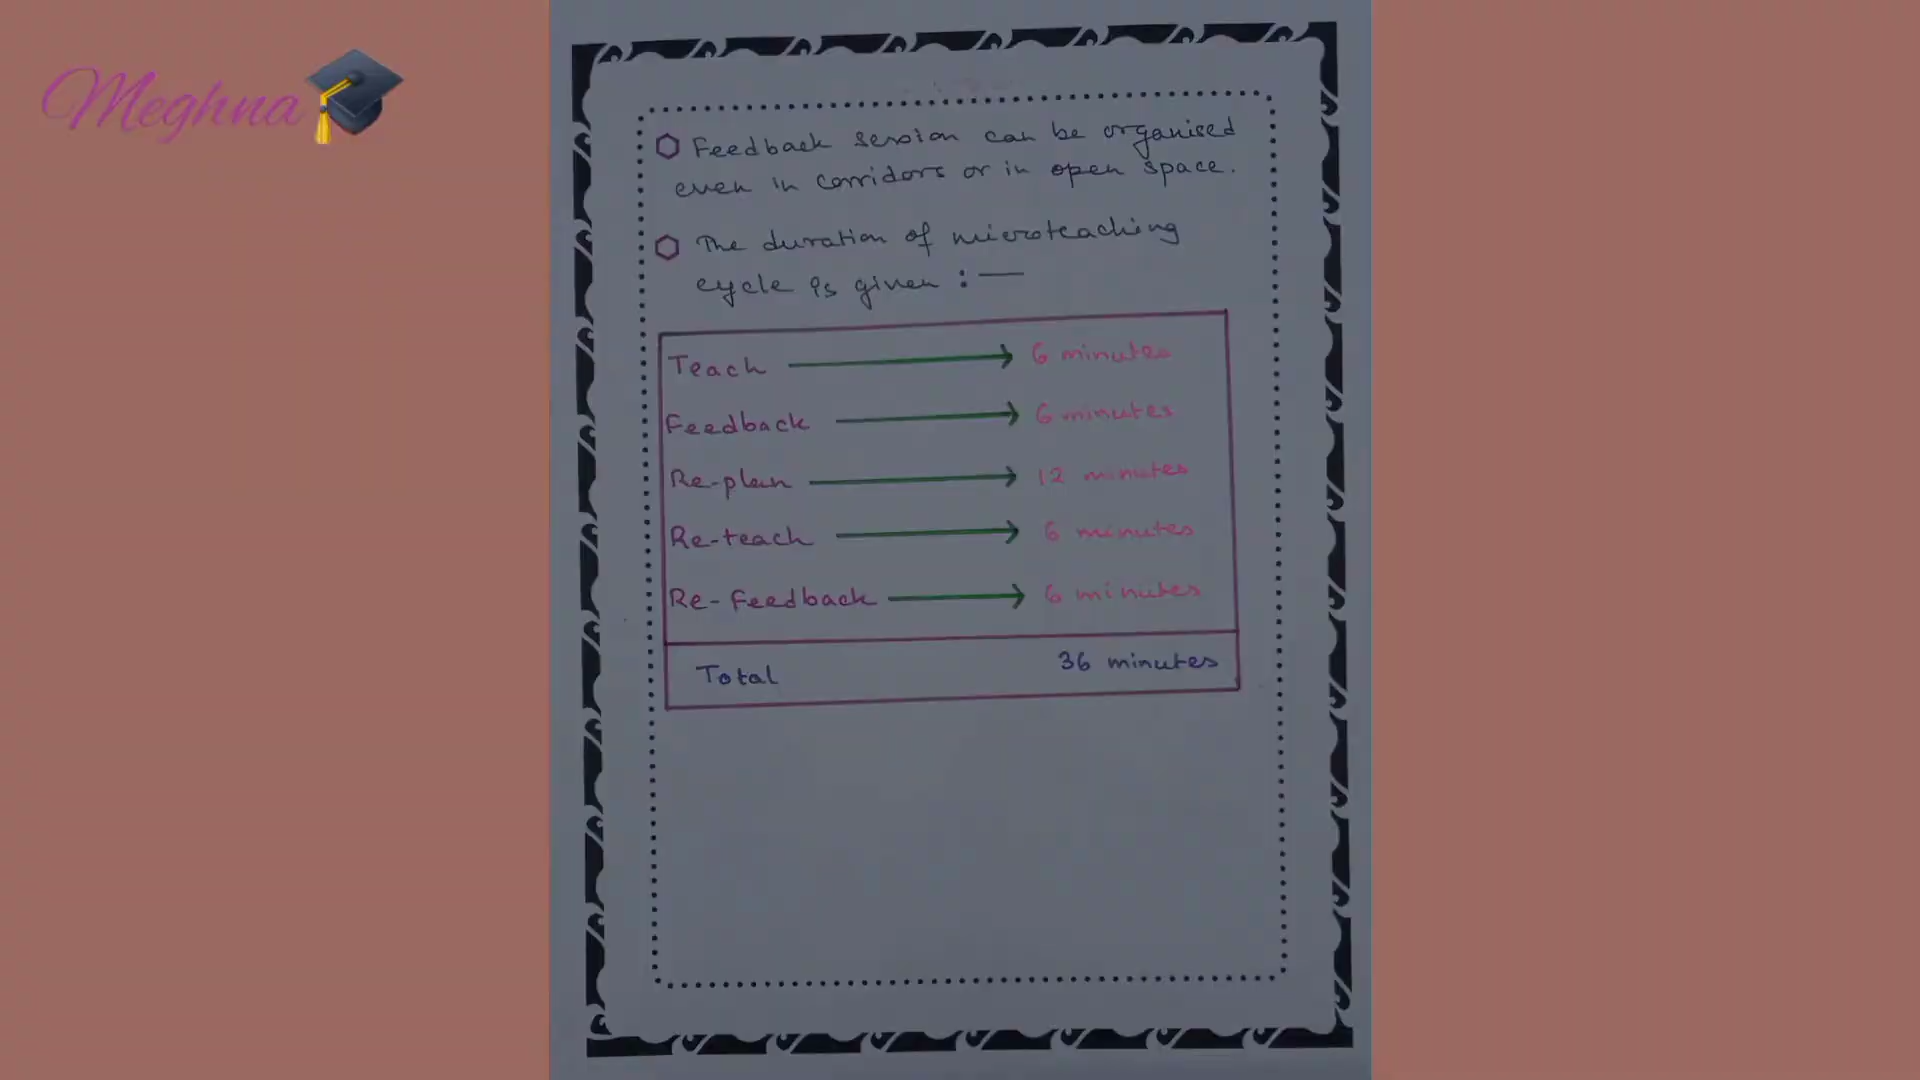 Meghna
Feedback session can be organised
even in corridors or in open space.
The duration of microteaching
cycle is given :—
Teach → 6 minutes
Feedback → 6 minutes
Re-plan → 12 minutes
Re-teach → 6 minutes
Re-feedback → 6 minutes
Total 36 minutes